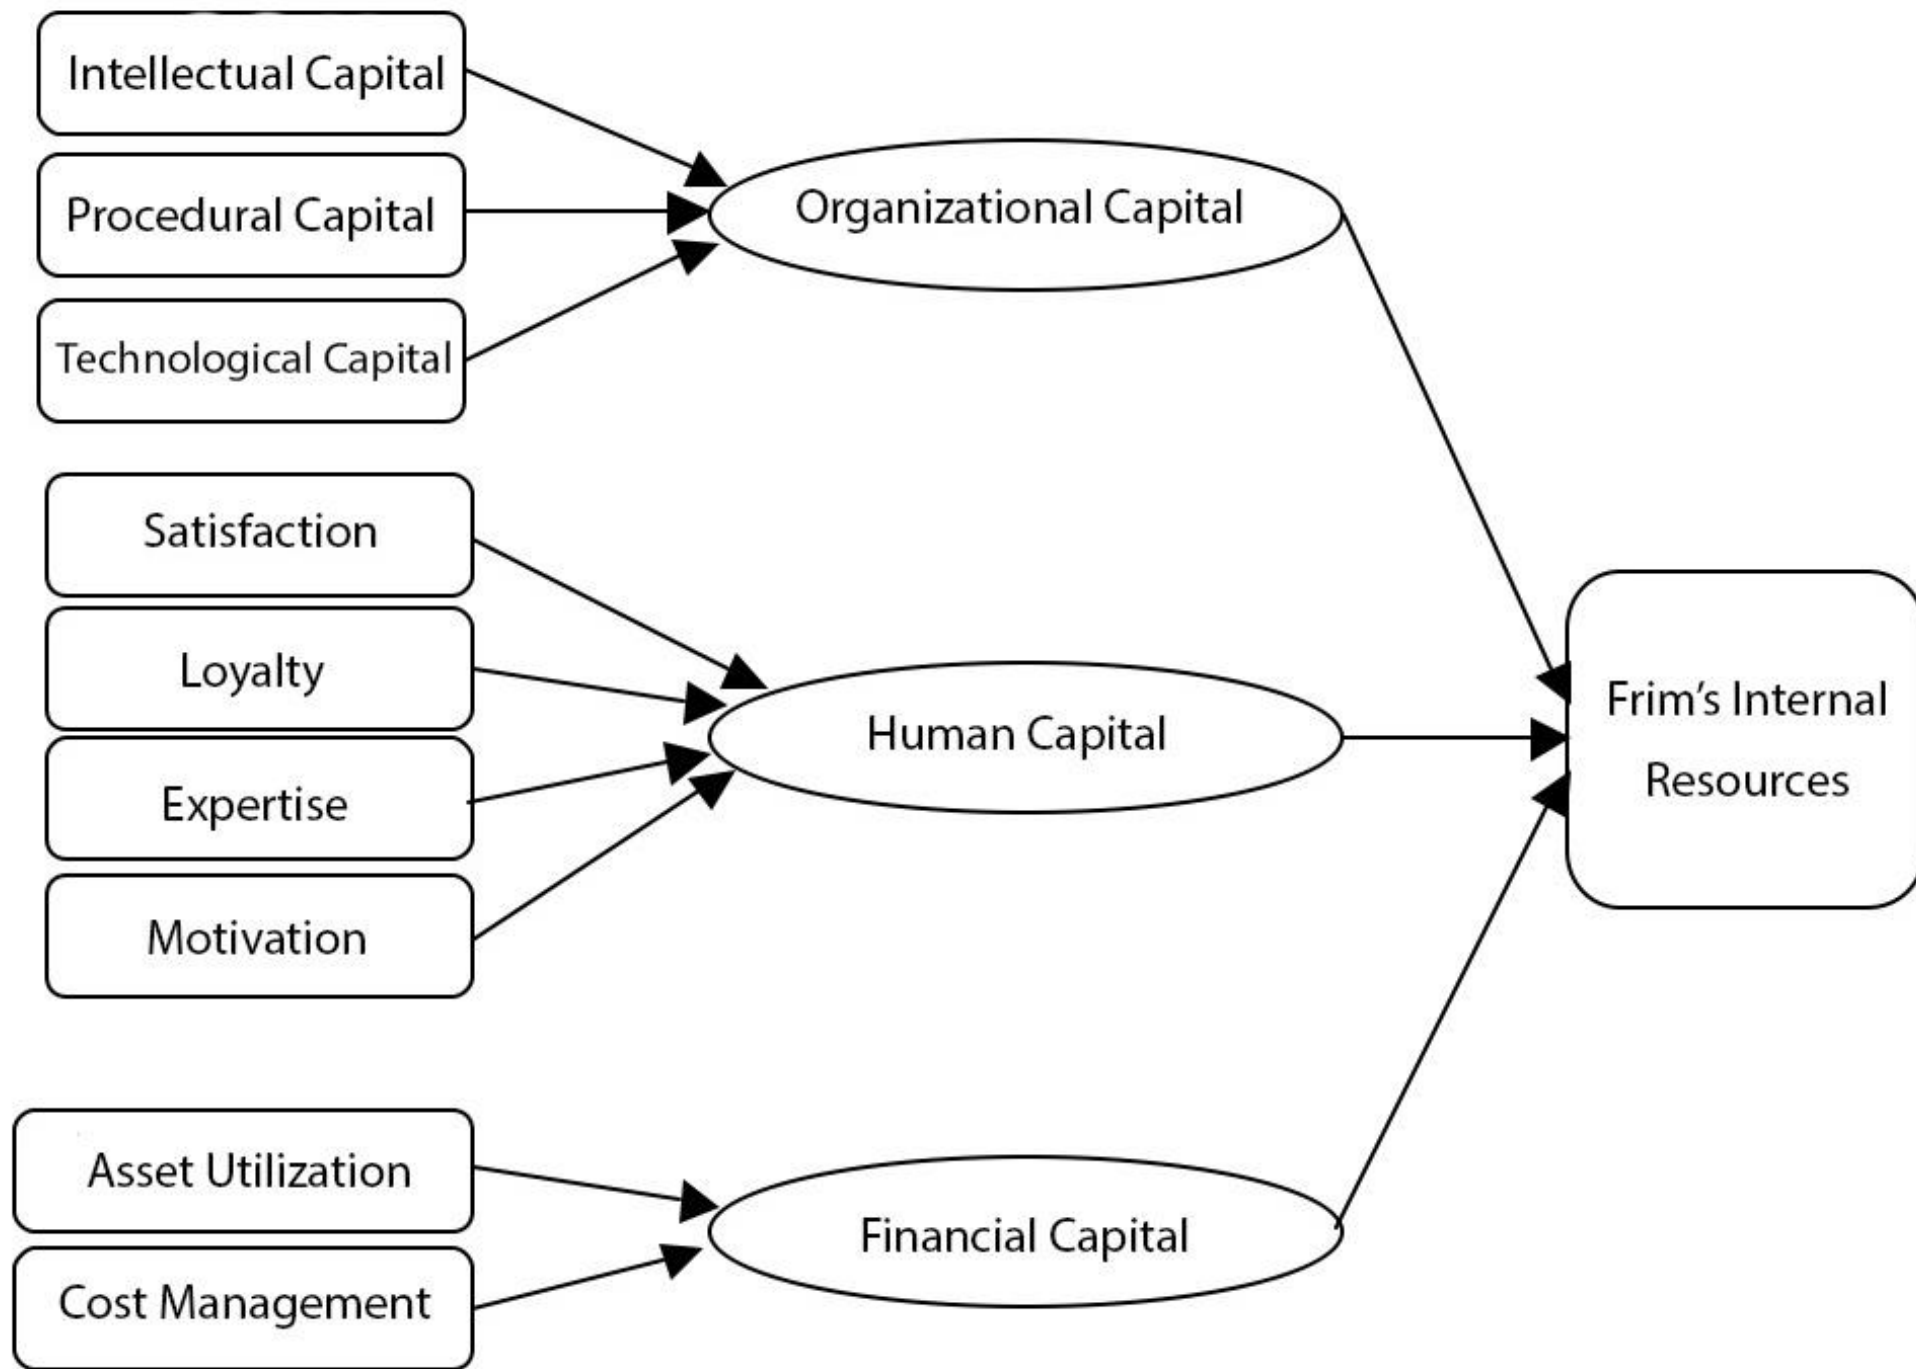 Intellectual Capital
Procedural Capital
Technological Capital
Organizational Capital
Satisfaction
Loyalty
Expertise
Motivation
Human Capital
Frim's Internal
Resources
Asset Utilization
Cost Management
Financial Capital